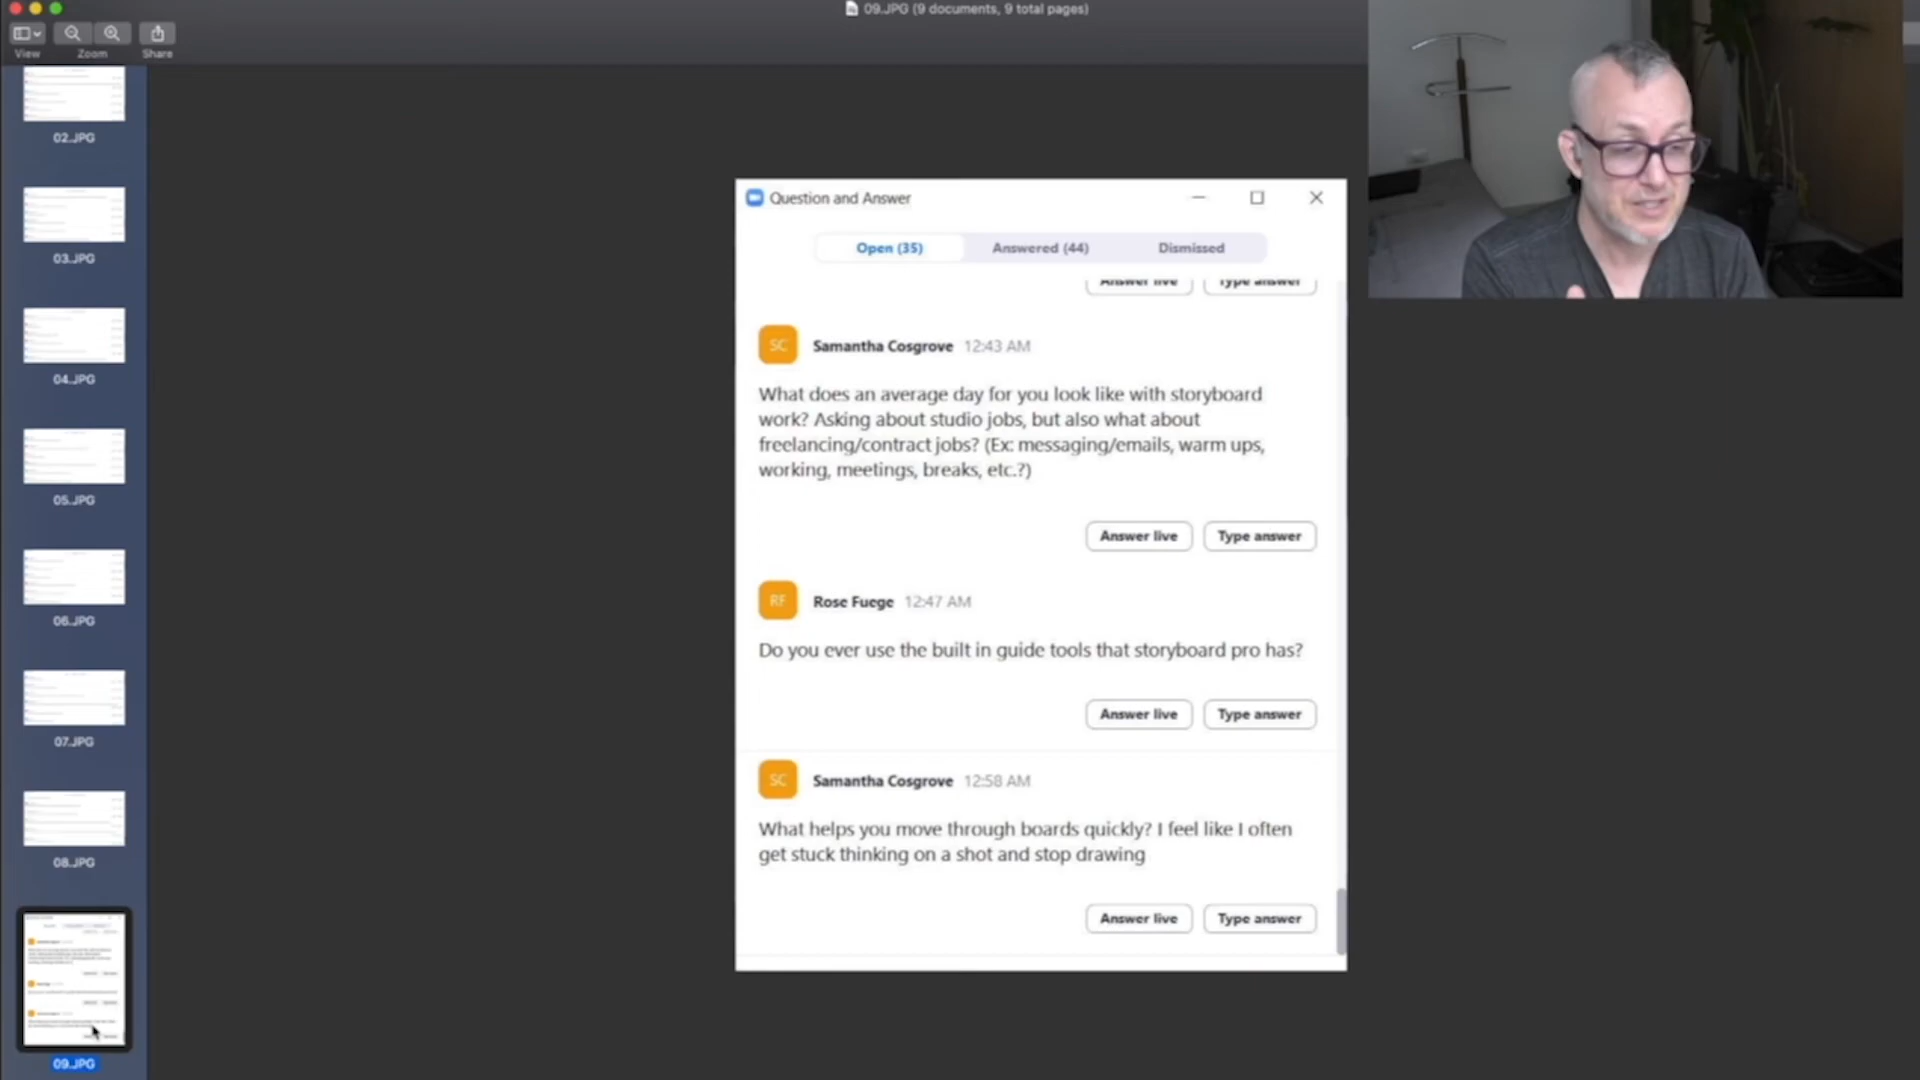 09.JPG (9 documents, 9 total pages)
View
Zoom
Share
02.JPG
03.JPG
04.JPG
05.JPG
06.JPG
07.JPG
08.JPG
09.JPG
Question and Answer
Open (35)
Answered (44)
Dismissed
Answer live
Type answer
SC
Samantha Cosgrove 12:43 AM
What does an average day for you look like with storyboard
work? Asking about studio jobs, but also what about
freelancing/contract jobs? (Ex: messaging/emails, warm ups,
working, meetings, breaks, etc.?)
Answer live
Type answer
RF
Rose Fuege 12:47 AM
Do you ever use the built in guide tools that storyboard pro has?
Answer live
Type answer
SC
Samantha Cosgrove 12:58 AM
What helps you move through boards quickly? I feel like I often
get stuck thinking on a shot and stop drawing
Answer live
Type answer